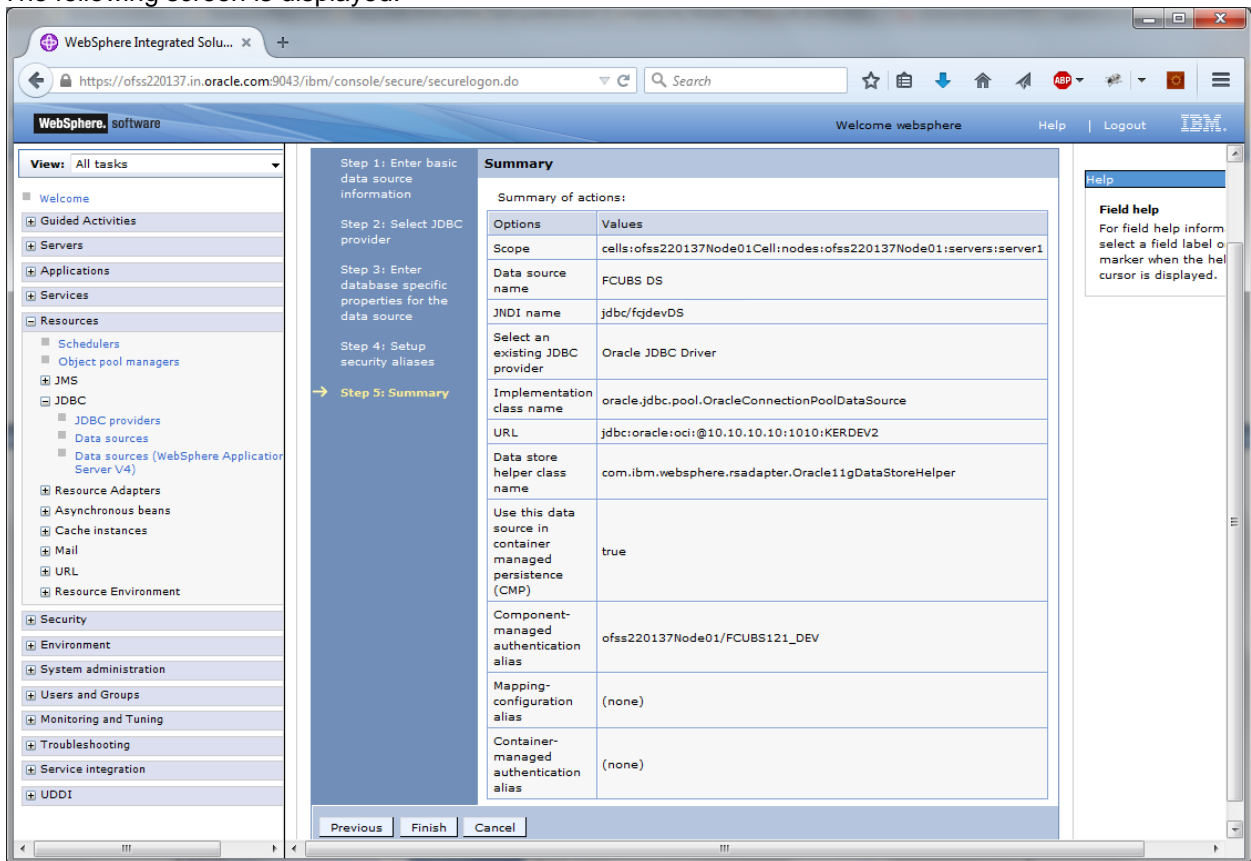 The following screen is displayed:
WebSphere Integrated Solu... ×
https://ofss220137.in.oracle.com:9043/ibm/console/secure/securelogon.do
Search
ABP
WebSphere. software
Welcome websphere
Help | Logout
IBM.
View: All tasks
Welcome
Guided Activities
Servers
Applications
Services
Resources
Schedulers
Object pool managers
JMS
JDBC
JDBC providers
Data sources
Data sources (WebSphere Application
Server V4)
Resource Adapters
Asynchronous beans
Cache instances
Mail
URL
Resource Environment
Security
Environment
System administration
Users and Groups
Monitoring and Tuning
Troubleshooting
Service integration
UDDI
Step 1: Enter basic
data source
information
Step 2: Select JDBC
provider
Step 3: Enter
database specific
properties for the
data source
Step 4: Setup
security aliases
Step 5: Summary
Summary
Summary of actions:
Options Values
Scope cells:ofss220137Node01Cell:nodes:ofss220137Node01:servers:server1
Data source
name
FCUBS DS
JNDI name jdbc/fcjdevDS
Select an
existing JDBC
provider
Oracle JDBC Driver
Implementation
class name
oracle.jdbc.pool.OracleConnectionPoolDataSource
URL jdbc:oracle:oci:@10.10.10.10:1010:KERDEV2
Data store
helper class
name
com.ibm.websphere.rsadapter.Oracle11gDataStoreHelper
Use this data
source in
container
managed
persistence
(CMP)
true
Component-
managed
authentication
alias
ofss220137Node01/FCUBS121_DEV
Mapping-
configuration
alias
(none)
Container-
managed
authentication
alias
(none)
Previous Finish Cancel
Help
Field help
For field help inform
select a field label o
marker when the hel
cursor is displayed.